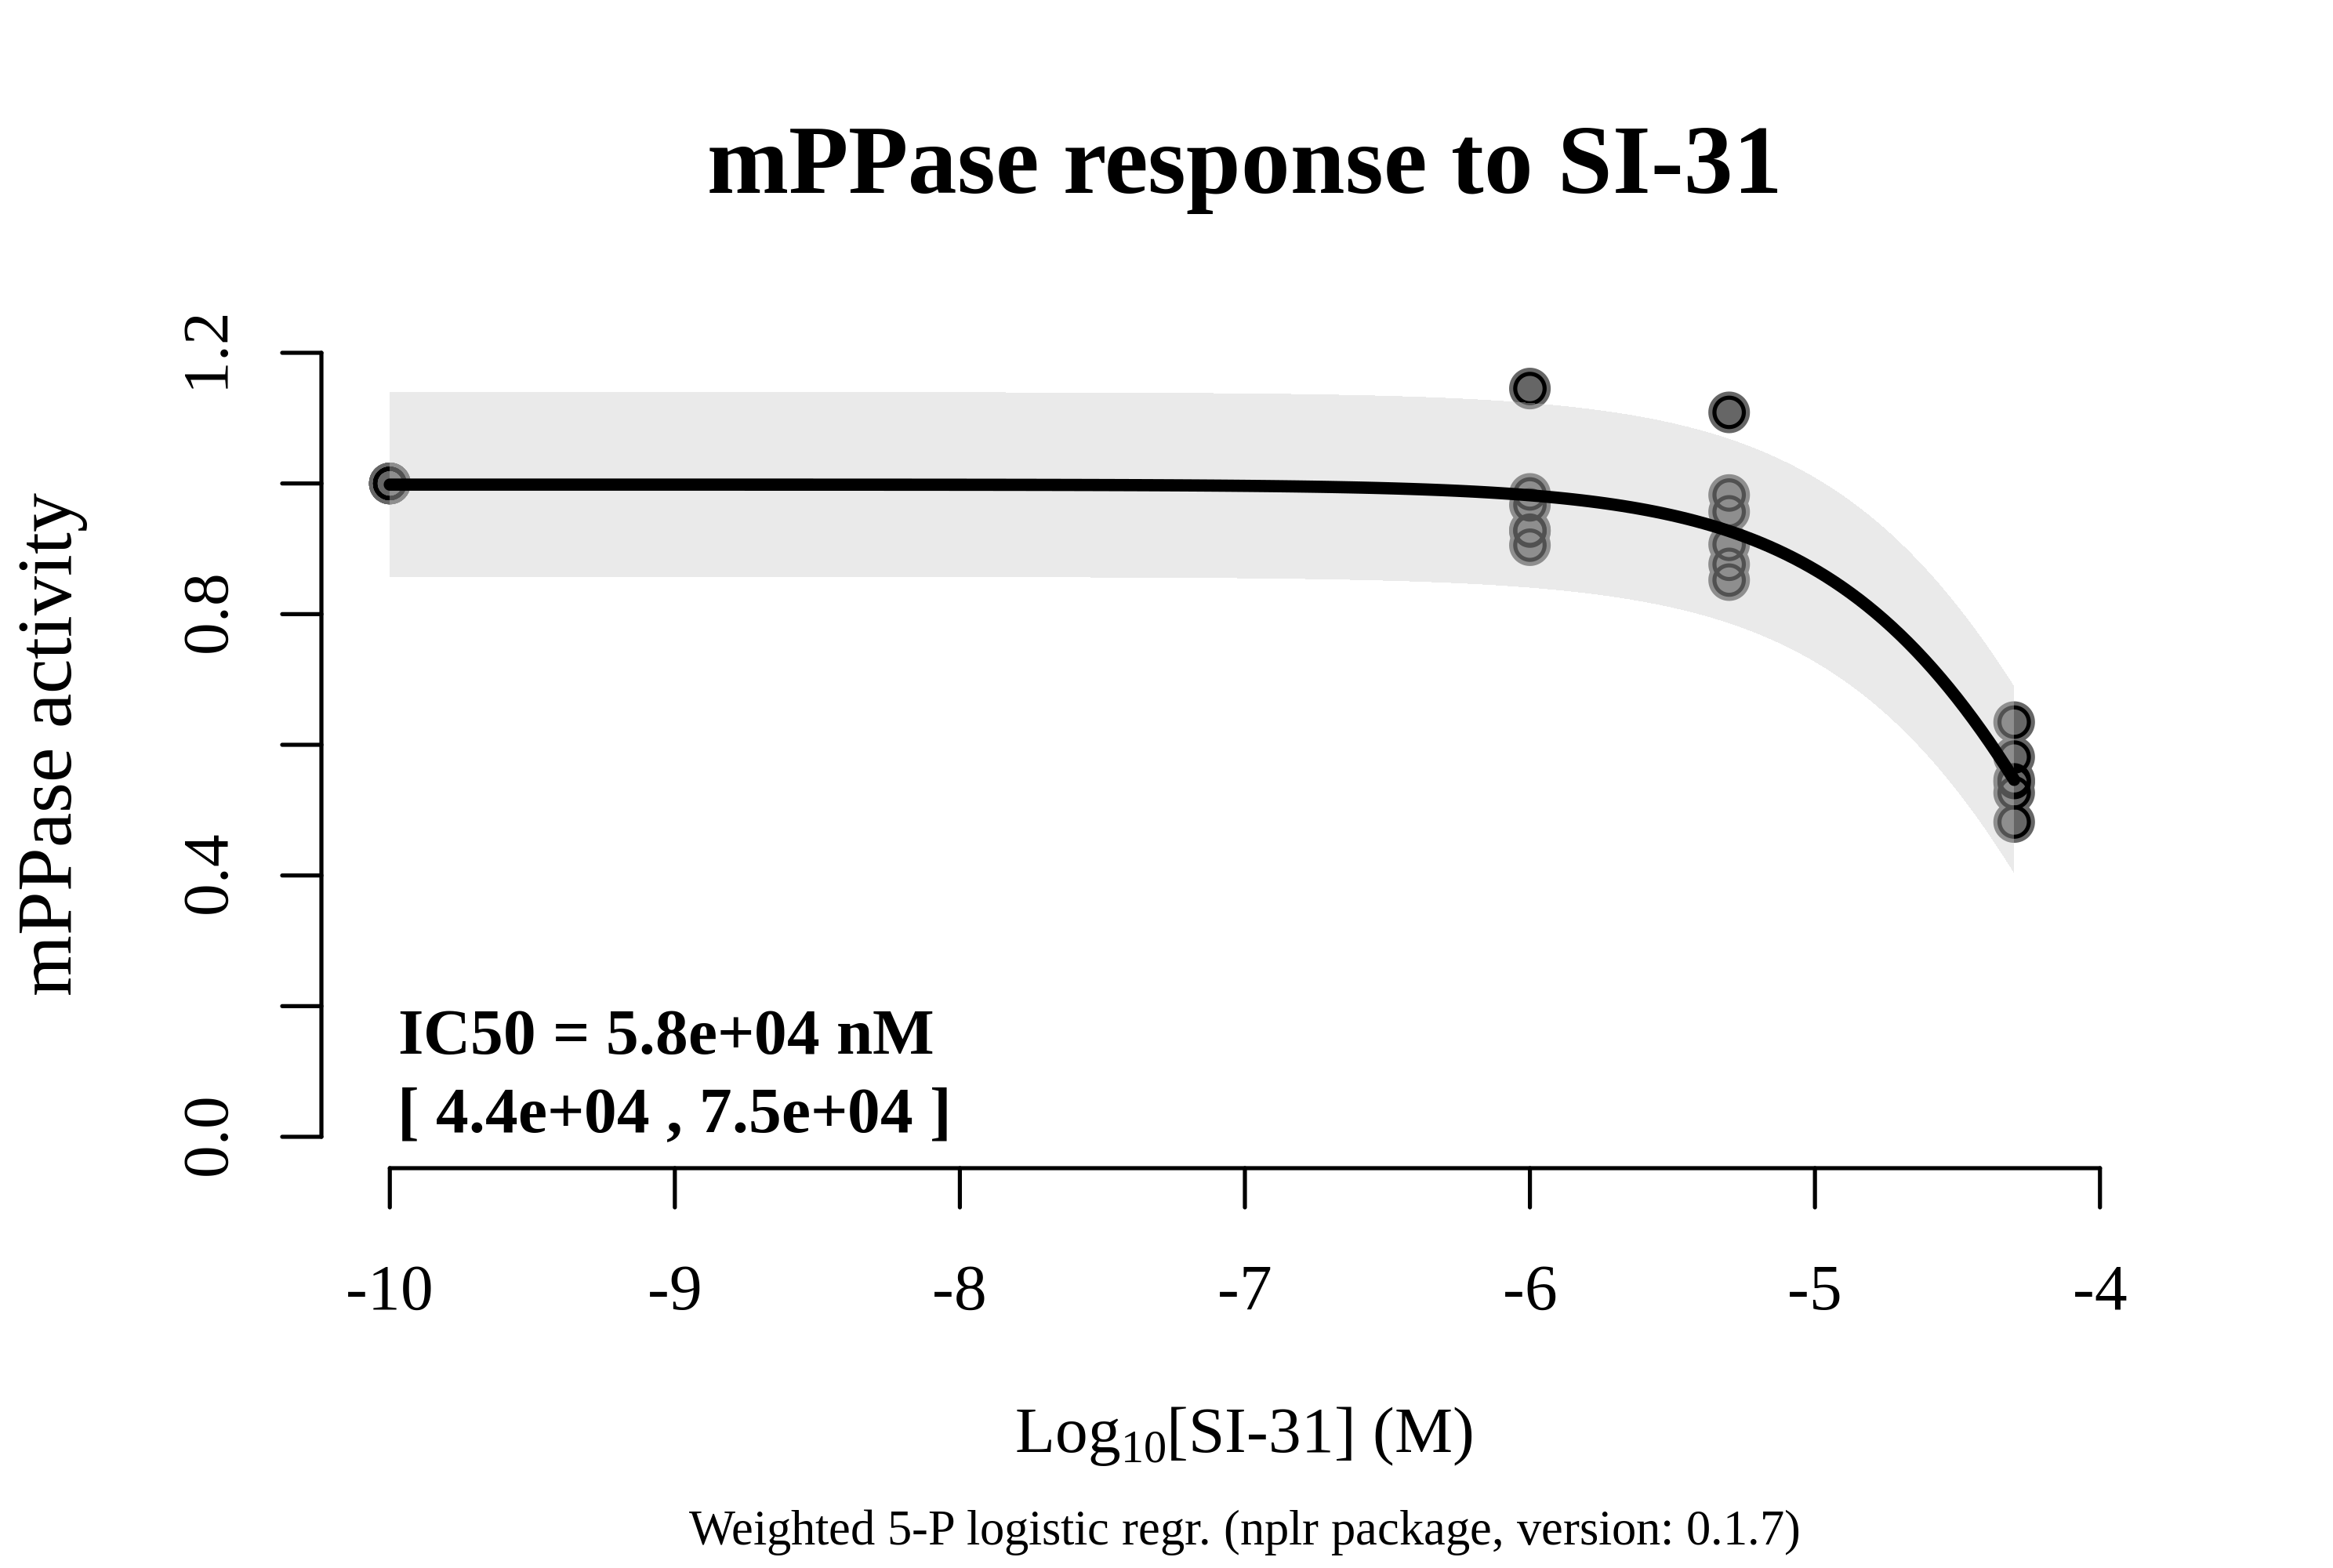 mPPase response to SI-31
mPPase activity
1.2
0.8
0.4
0.0
IC50 = 5.8e+04 nM
[ 4.4e+04 , 7.5e+04 ]
-10 -9 -8 -7 -6 -5 -4
Log₁₀[SI-31] (M)
Weighted 5-P logistic regr. (nplr package, version: 0.1.7)